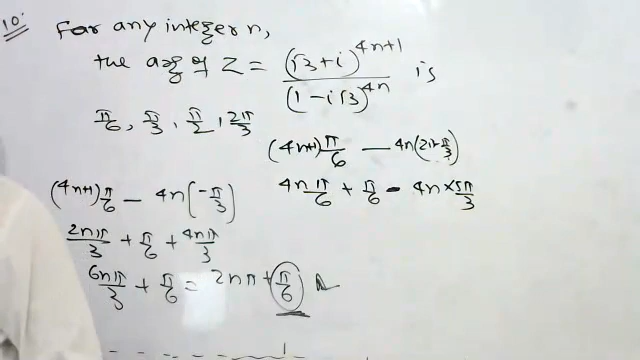 10:
For any integer n,
the arg of Z = (√3+i)^(4n+1) / (1-i√3)^(4n) is
π/6, π/3, π/2, 2π/3
(4n+1)π/6 — 4n(2π-π/3)
(4n+1)π/6 - 4n(-π/3)
4nπ/6 + π/6 - 4n×5π/3
2nπ/3 + π/6 + 4nπ/3
6nπ/3 + π/6 = 2nπ + π/6